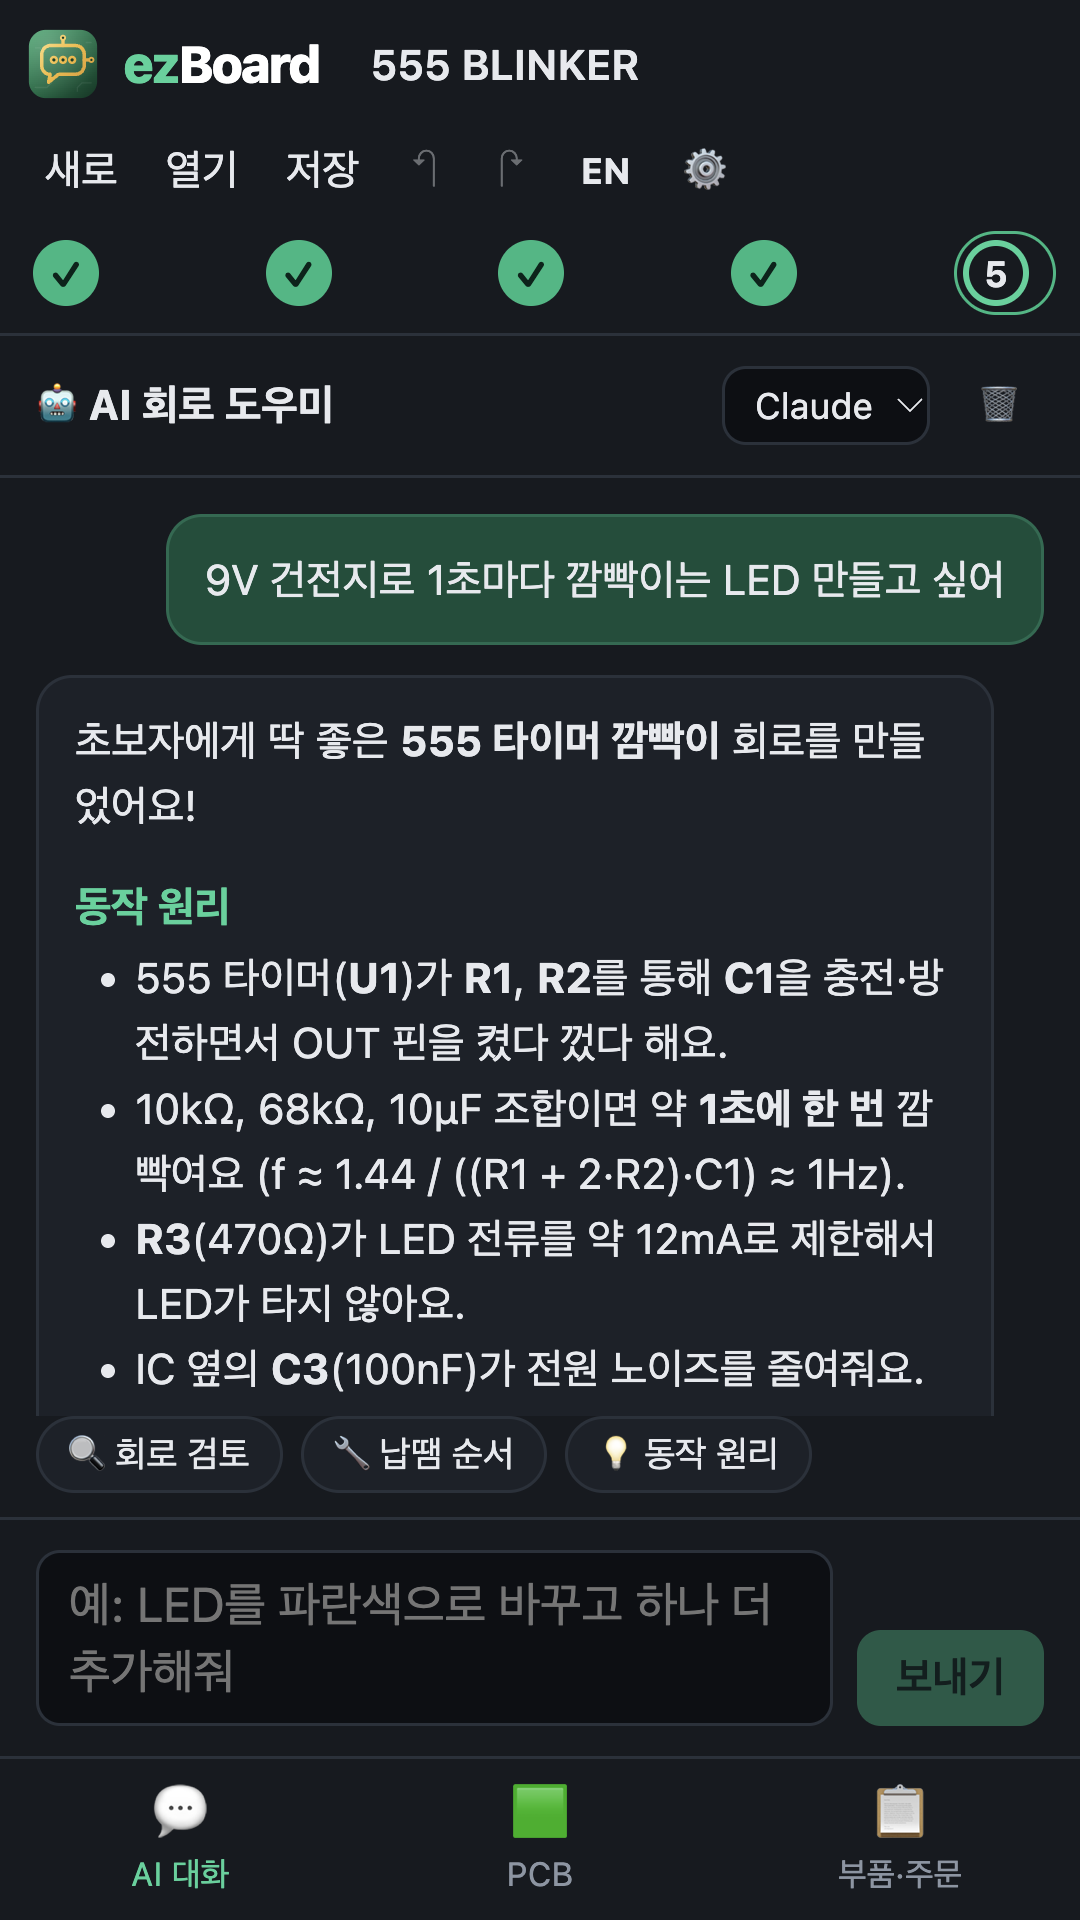 ezBoard 555 BLINKER
새로 열기 저장 EN
5
AI 회로 도우미 Claude
9V 건전지로 1초마다 깜빡이는 LED 만들고 싶어
초보자에게 딱 좋은 555 타이머 깜빡이 회로를 만들
었어요!
동작 원리
• 555 타이머(U1)가 R1, R2를 통해 C1을 충전·방
전하면서 OUT 핀을 켰다 껐다 해요.
• 10kΩ, 68kΩ, 10µF 조합이면 약 1초에 한 번 깜
빡여요 (f ≈ 1.44 / ((R1 + 2·R2)·C1) ≈ 1Hz).
• R3(470Ω)가 LED 전류를 약 12mA로 제한해서
LED가 타지 않아요.
• IC 옆의 C3(100nF)가 전원 노이즈를 줄여줘요.
회로 검토 납땜 순서 동작 원리
예: LED를 파란색으로 바꾸고 하나 더
추가해줘
보내기
AI 대화 PCB 부품·주문